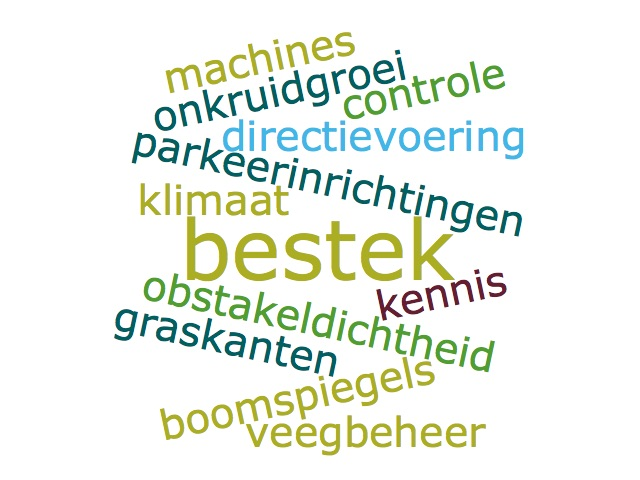 machines
onkruidgroei
controle
directievoering
parkeerinrichtingen
klimaat
bestek
kennis
obstakeldichtheid
graskanten
boomspiegels
veegbeheer